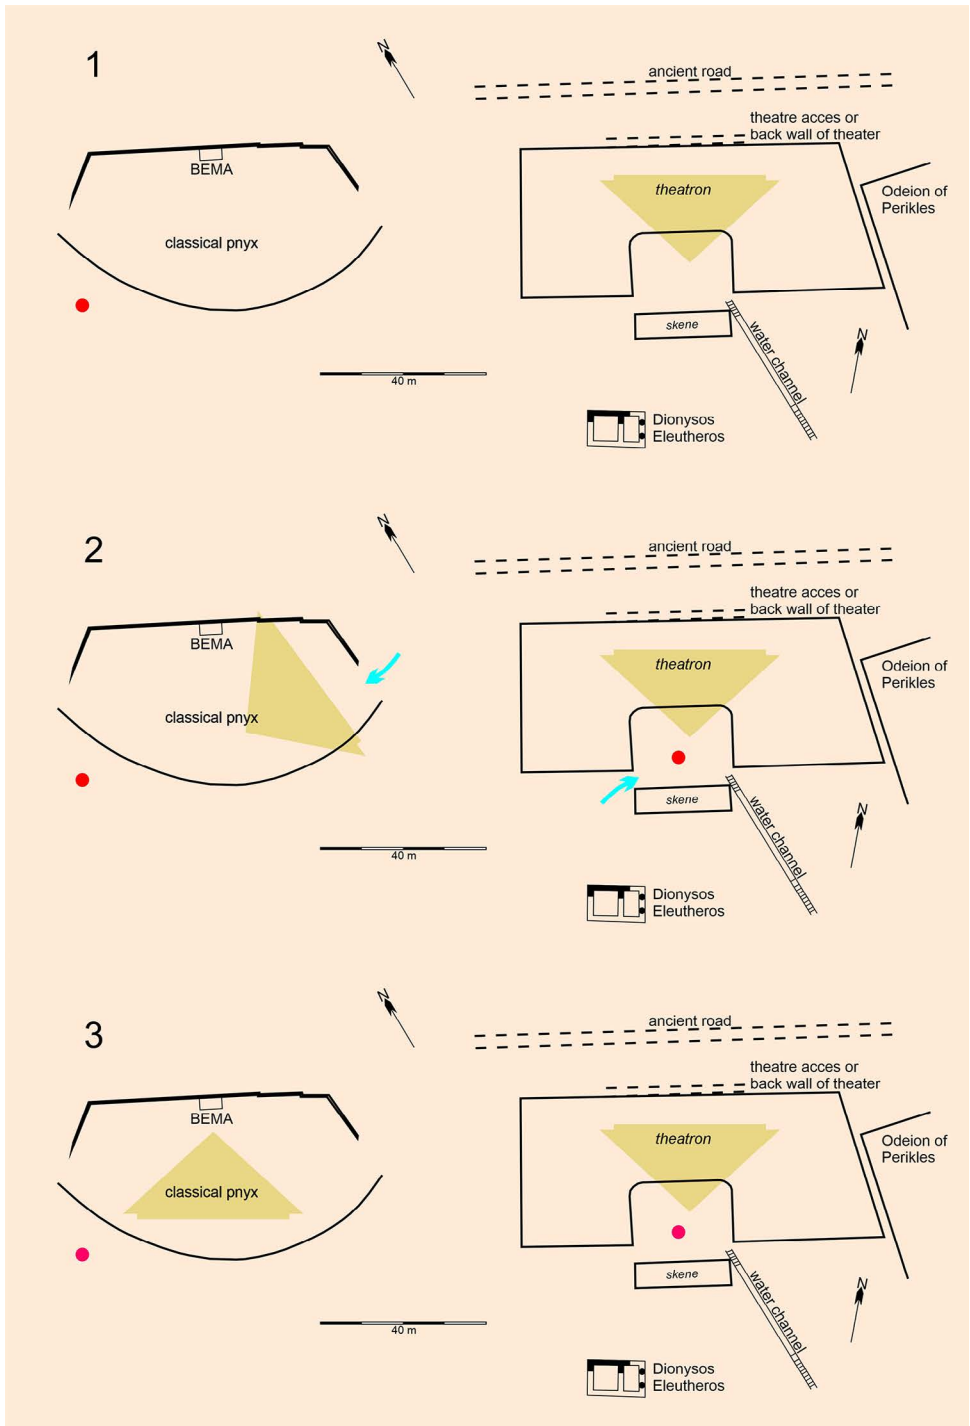 1
N
ancient road
theatre acces or
back wall of theater
BEMA
theatron
Odeion of
Perikles
classical pnyx
skene
water channel
N
40 m
Dionysos
Eleutheros
2
N
ancient road
theatre acces or
back wall of theater
BEMA
theatron
Odeion of
Perikles
classical pnyx
skene
water channel
N
40 m
Dionysos
Eleutheros
3
N
ancient road
theatre acces or
back wall of theater
BEMA
theatron
Odeion of
Perikles
classical pnyx
skene
water channel
N
40 m
Dionysos
Eleutheros